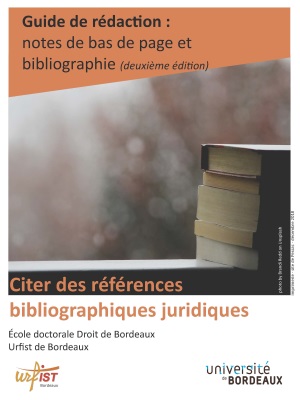 Guide de rédaction :
notes de bas de page et
bibliographie (deuxième édition)
Citer des références
bibliographiques juridiques
École doctorale Droit de Bordeaux
Urfist de Bordeaux
urfIST
Bordeaux
université
de BORDEAUX